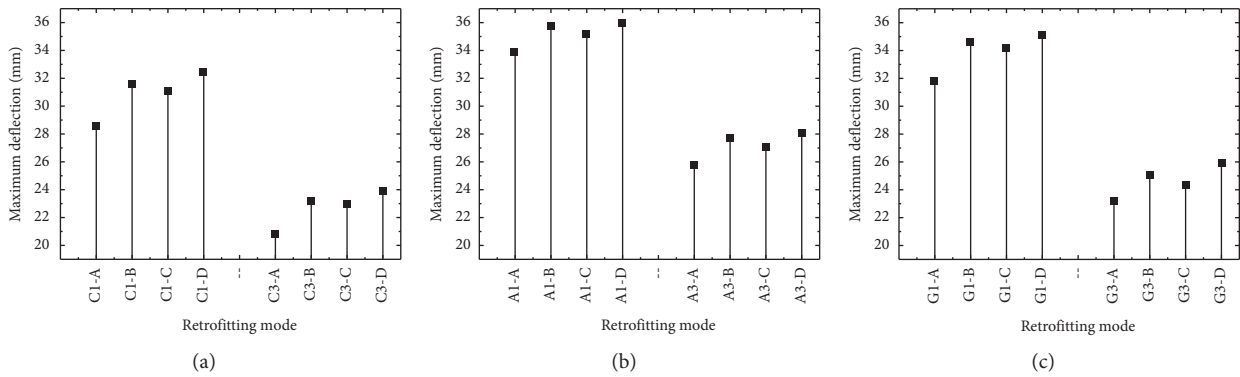 Maximum deflection (mm)
36
34
32
30
28
26
24
22
20
C1-A
C1-B
C1-C
C1-D
--
C3-A
C3-B
C3-C
C3-D
Retrofitting mode
(a)
Maximum deflection (mm)
36
34
32
30
28
26
24
22
20
A1-A
A1-B
A1-C
A1-D
--
A3-A
A3-B
A3-C
A3-D
Retrofitting mode
(b)
Maximum deflection (mm)
36
34
32
30
28
26
24
22
20
G1-A
G1-B
G1-C
G1-D
--
G3-A
G3-B
G3-C
G3-D
Retrofitting mode
(c)